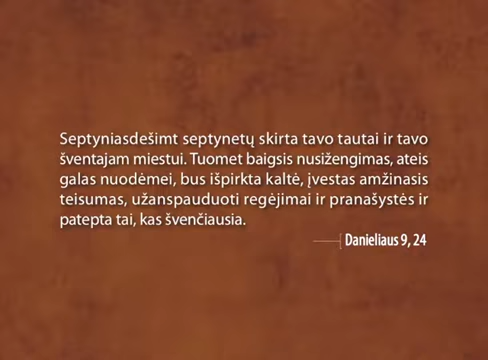 Septyniasdešimt septynetų skirta tavo tautai ir tavo
šventajam miestui. Tuomet baigsis nusižengimas, ateis
galas nuodėmei, bus išpirkta kaltė, įvestas amžinasis
teisumas, užanspauduoti regėjimai ir pranašystės ir
patepta tai, kas švenčiausia.
Danieliaus 9, 24